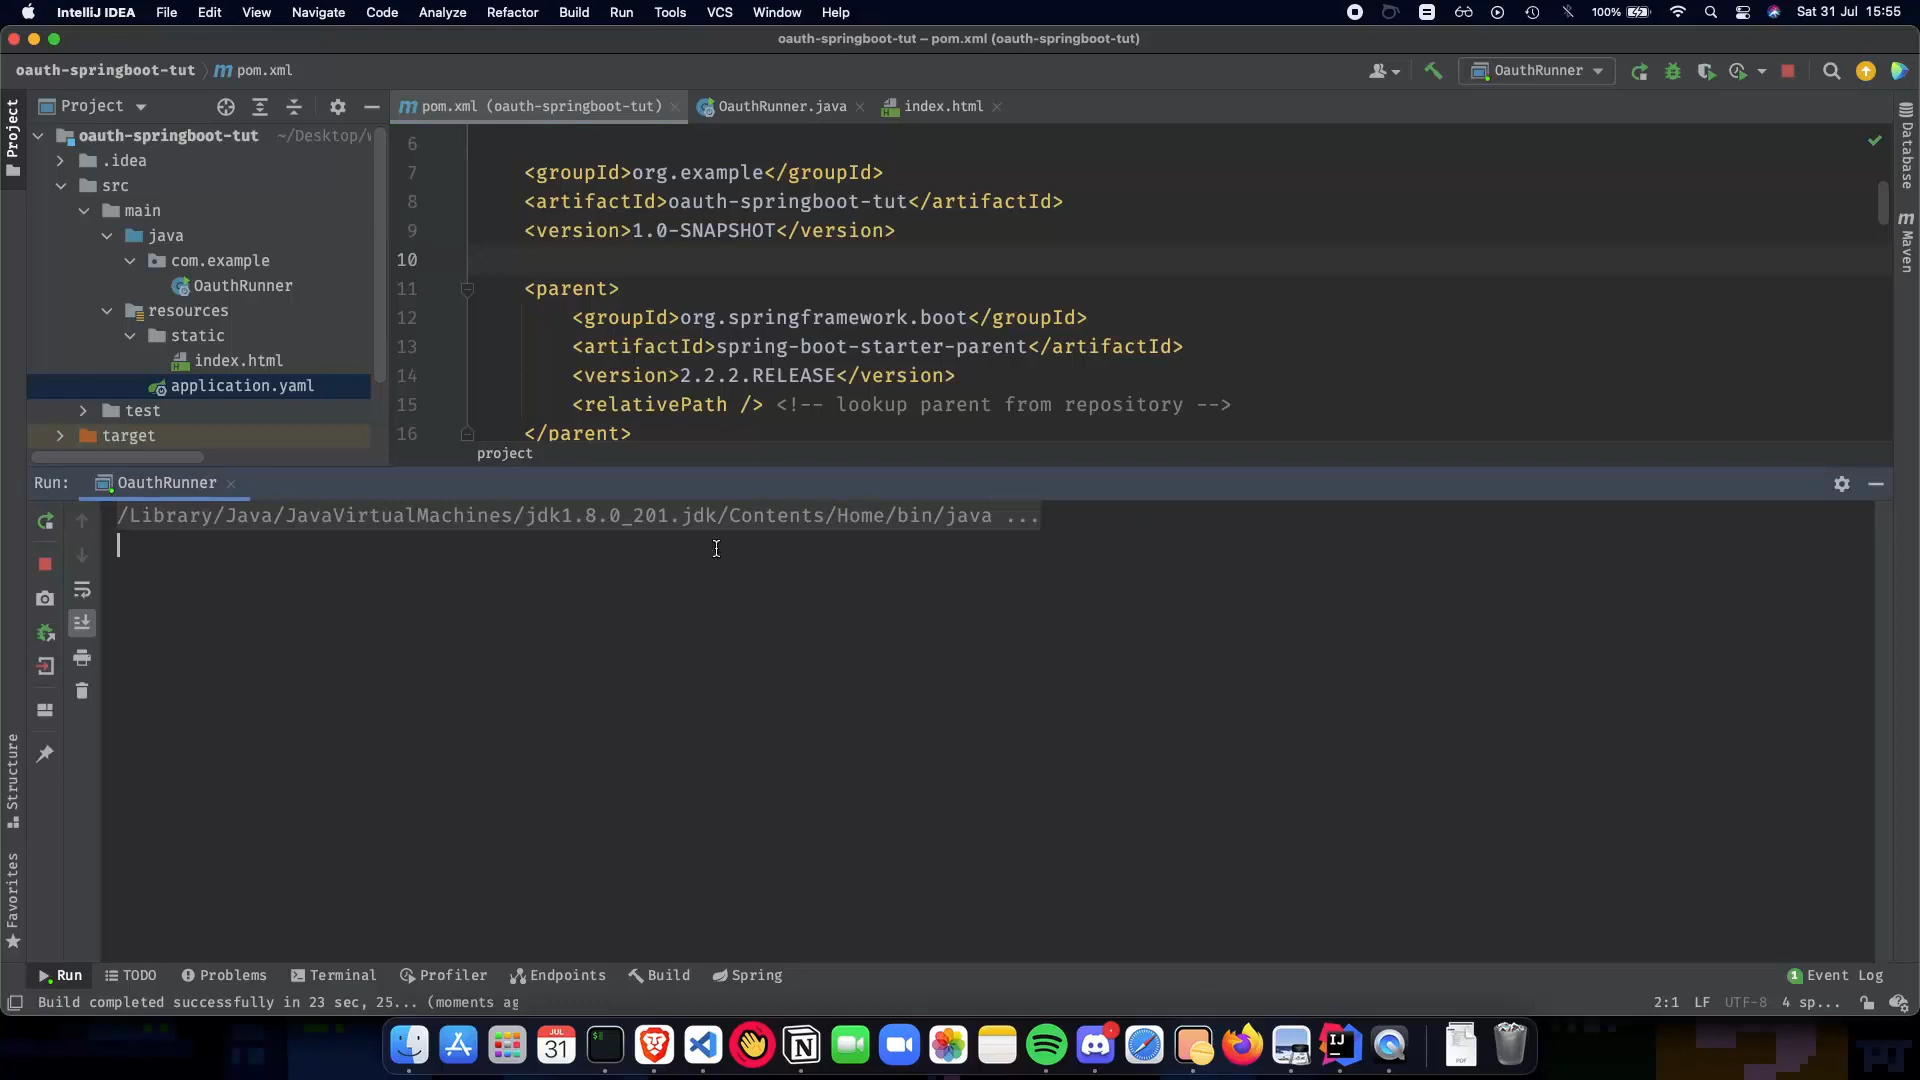 IntelliJ IDEA File Edit View Navigate Code Analyze Refactor Build Run Tools VCS Window Help 100% Sat 31 Jul 15:55
oauth-springboot-tut – pom.xml (oauth-springboot-tut)
oauth-springboot-tut pom.xml OauthRunner
Project pom.xml (oauth-springboot-tut) OauthRunner.java index.html
Project
Database
Maven
oauth-springboot-tut ~/Desktop/
.idea
src
main
java
com.example
OauthRunner
resources
static
index.html
application.yaml
test
target
6
7 <groupId>org.example</groupId>
8 <artifactId>oauth-springboot-tut</artifactId>
9 <version>1.0-SNAPSHOT</version>
10
11 <parent>
12 <groupId>org.springframework.boot</groupId>
13 <artifactId>spring-boot-starter-parent</artifactId>
14 <version>2.2.2.RELEASE</version>
15 <relativePath /> <!-- lookup parent from repository -->
16 </parent>
project
Run: OauthRunner
/Library/Java/JavaVirtualMachines/jdk1.8.0_201.jdk/Contents/Home/bin/java ...
Structure
Favorites
Run TODO Problems Terminal Profiler Endpoints Build Spring 1 Event Log
Build completed successfully in 23 sec, 25... (moments ag 2:1 LF UTF-8 4 sp...
JUL
31
IJ
PDF